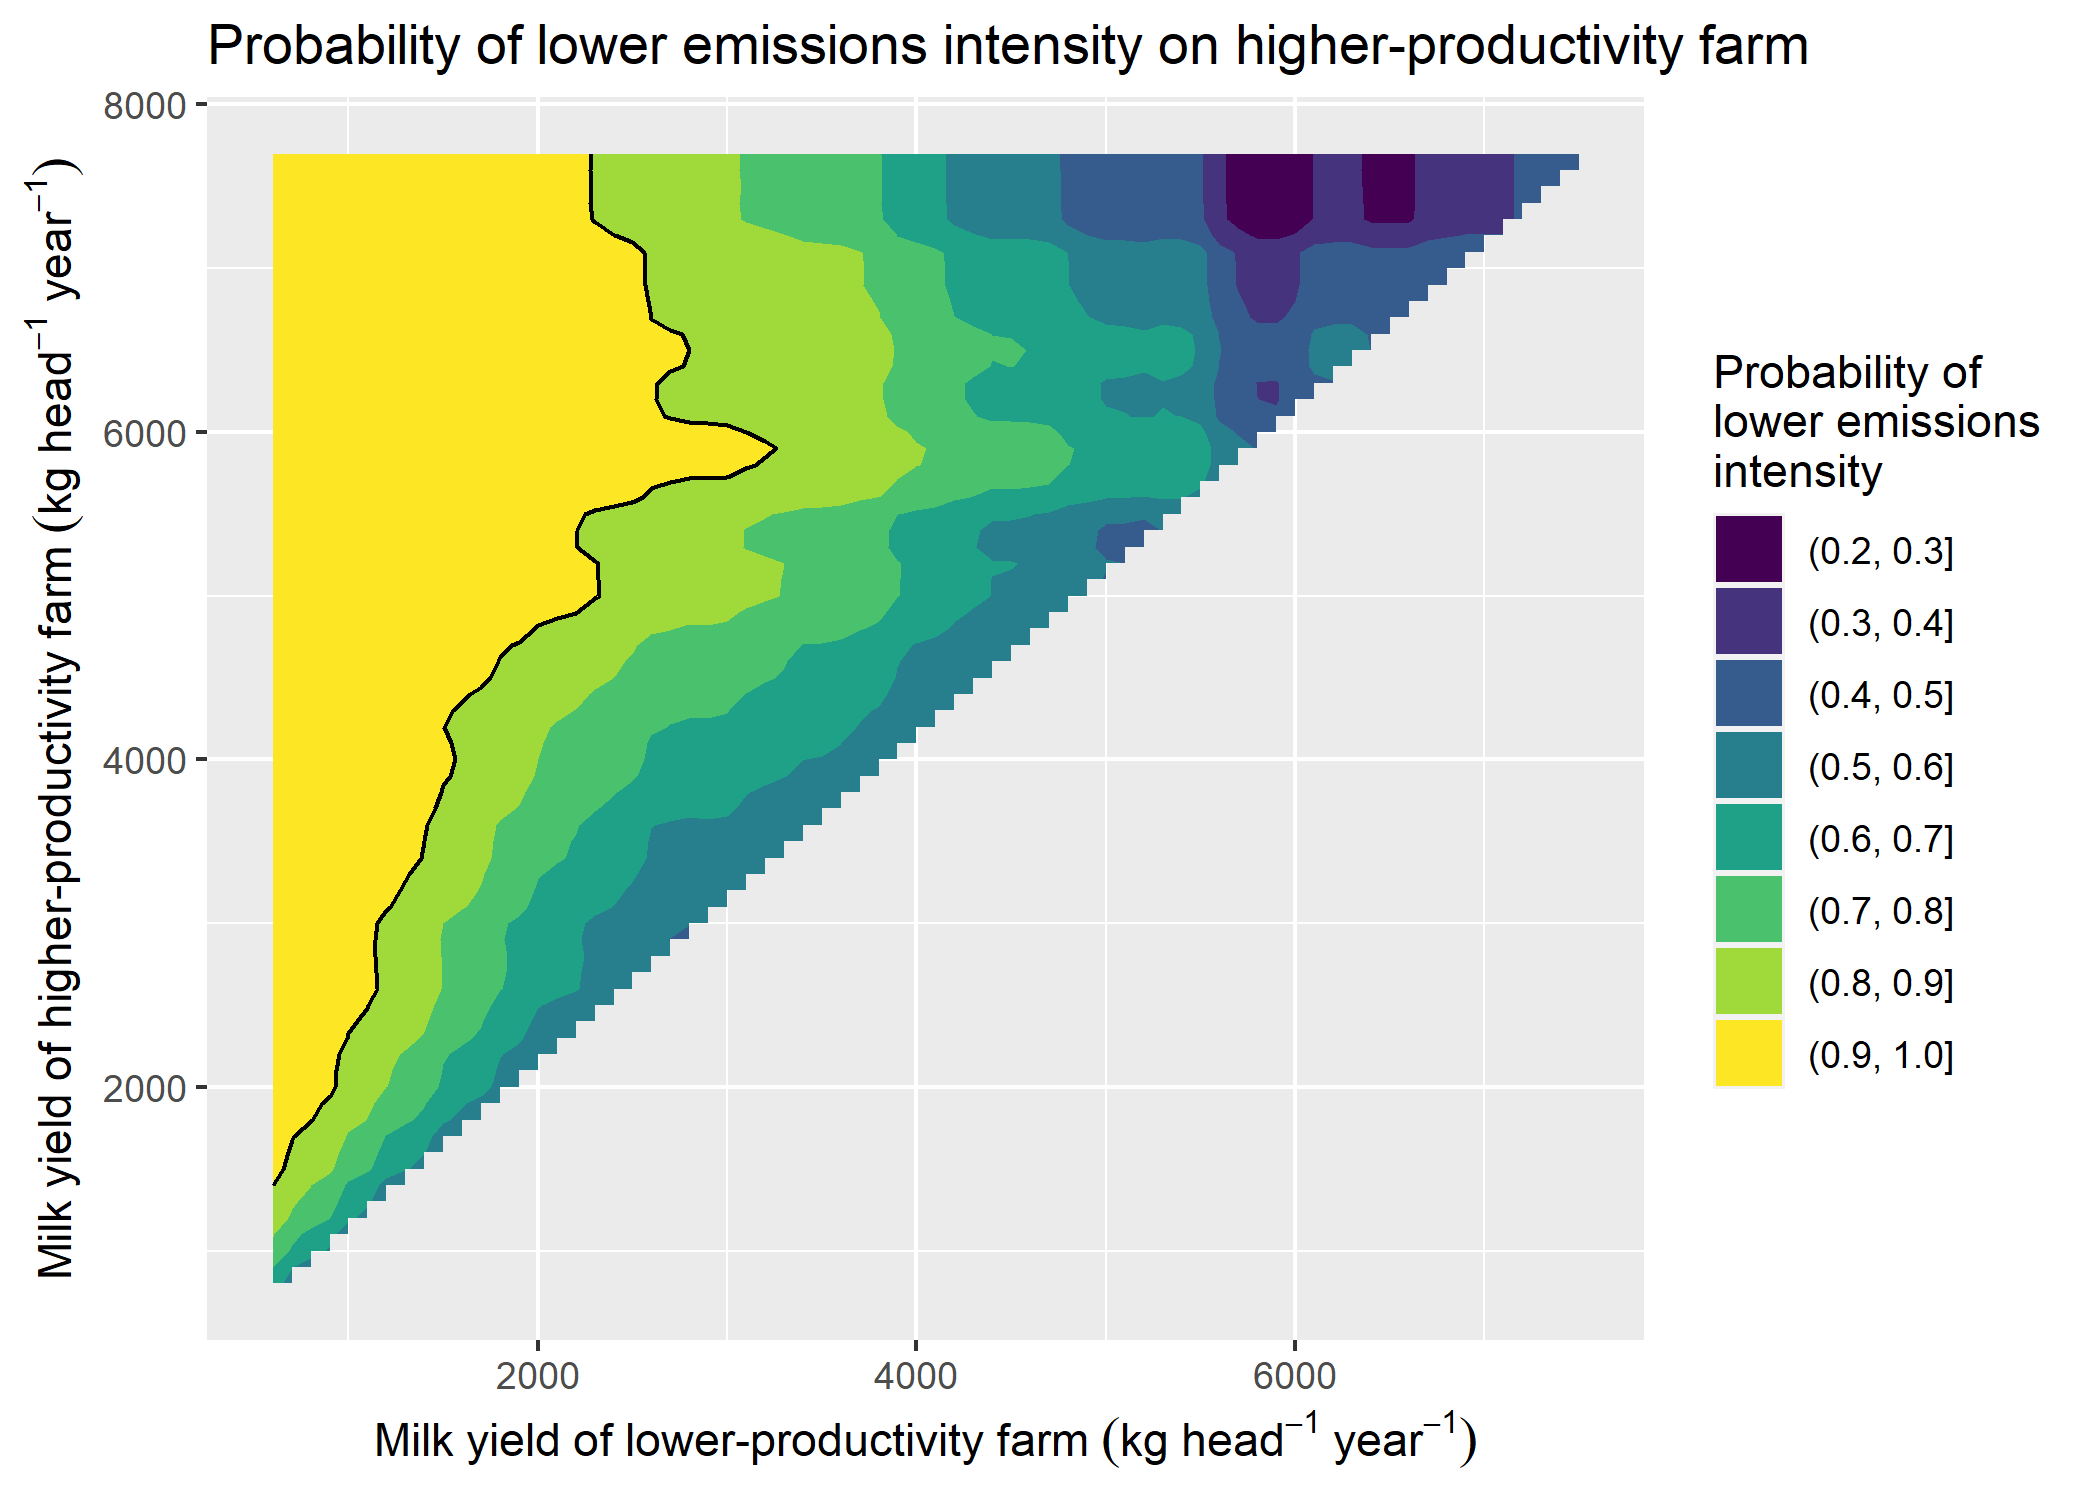 Probability of lower emissions intensity on higher-productivity farm
Milk yield of higher-productivity farm (kg head⁻¹ year⁻¹)
8000
6000
4000
2000
2000
4000
6000
Milk yield of lower-productivity farm (kg head⁻¹ year⁻¹)
Probability of
lower emissions
intensity
(0.2, 0.3]
(0.3, 0.4]
(0.4, 0.5]
(0.5, 0.6]
(0.6, 0.7]
(0.7, 0.8]
(0.8, 0.9]
(0.9, 1.0]